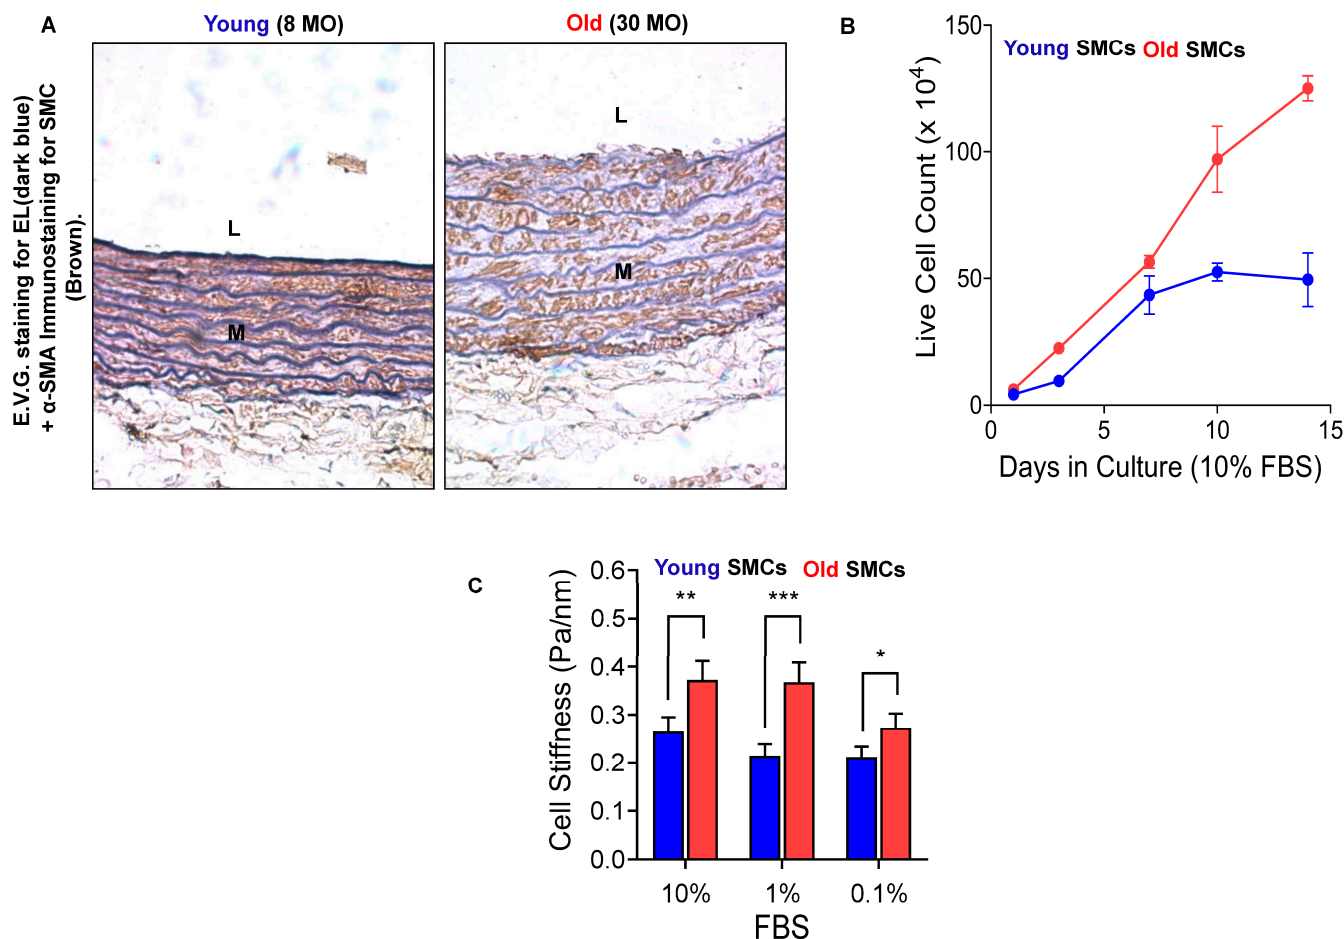 A
Young (8 MO)
Old (30 MO)
E.V.G. staining for EL(dark blue)
+ α-SMA Immunostaining for SMC
(Brown).
L
M
L
M
B
Young SMCs Old SMCs
Live Cell Count (x 10⁴)
150
100
50
0
0 5 10 15
Days in Culture (10% FBS)
C
Young SMCs Old SMCs
Cell Stiffness (Pa/nm)
0.6
0.5
0.4
0.3
0.2
0.1
0.0
** *** *
10% 1% 0.1%
FBS